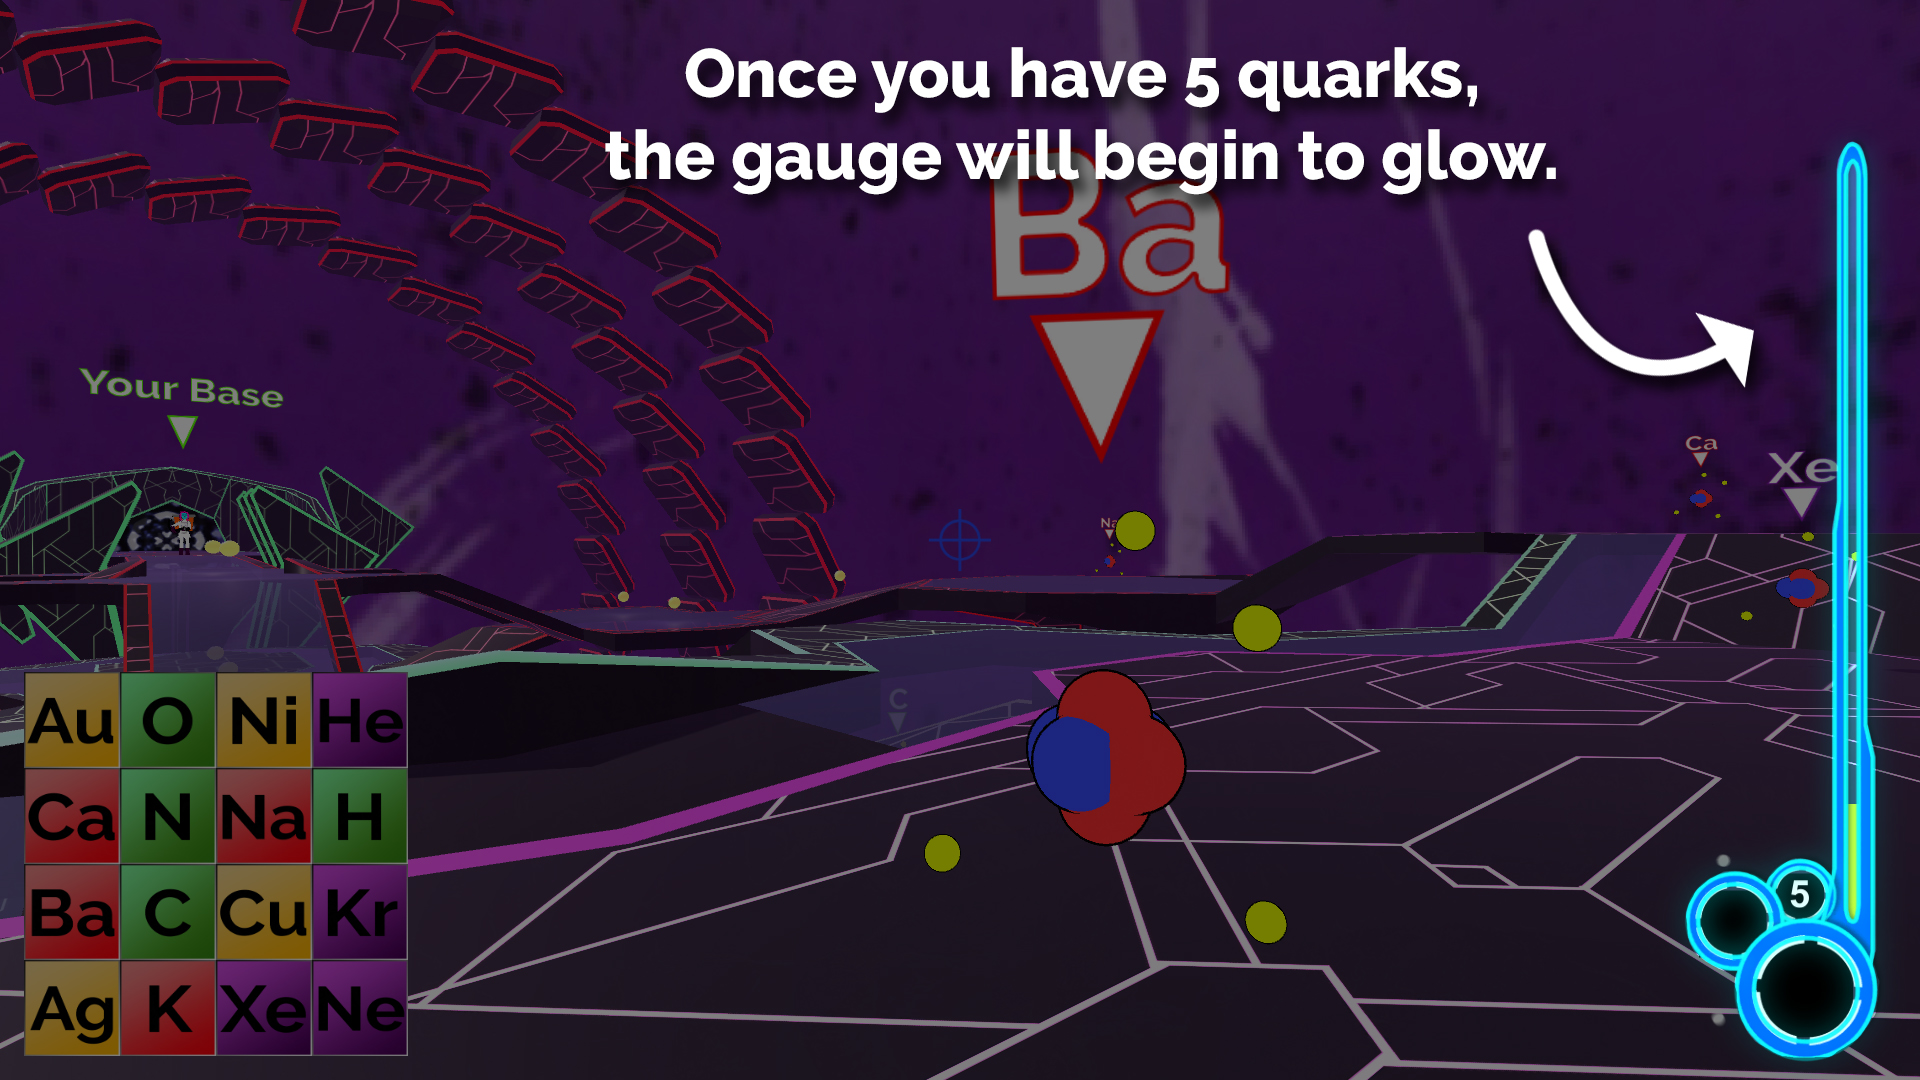 Once you have 5 quarks,
the gauge will begin to glow.
Ba
Your Base
Ca
Xe
Na
C
5
Au O Ni He
Ca N Na H
Ba C Cu Kr
Ag K Xe Ne